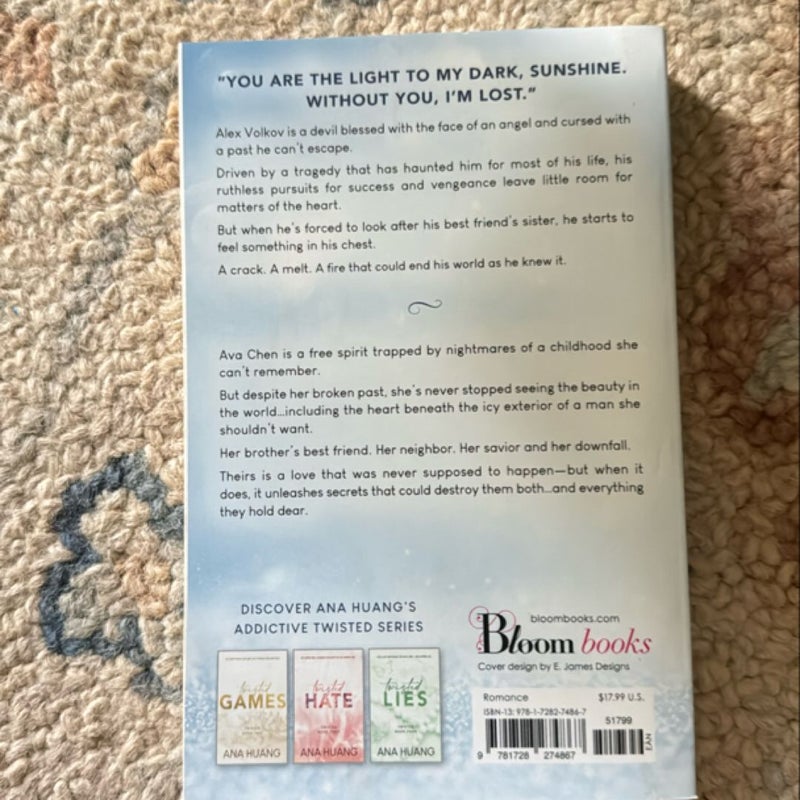 "YOU ARE THE LIGHT TO MY DARK, SUNSHINE.
WITHOUT YOU, I'M LOST."
Alex Volkov is a devil blessed with the face of an angel and cursed with
a past he can't escape.
Driven by a tragedy that has haunted him for most of his life, his
ruthless pursuits for success and vengeance leave little room for
matters of the heart.
But when he's forced to look after his best friend's sister, he starts to
feel something in his chest.
A crack. A melt. A fire that could end his world as he knew it.
Ava Chen is a free spirit trapped by nightmares of a childhood she
can't remember.
But despite her broken past, she's never stopped seeing the beauty in
the world...including the heart beneath the icy exterior of a man she
shouldn't want.
Her brother's best friend. Her neighbor. Her savior and her downfall.
Theirs is a love that was never supposed to happen—but when it
does, it unleashes secrets that could destroy them both...and everything
they hold dear.
DISCOVER ANA HUANG'S
ADDICTIVE TWISTED SERIES
twisted
GAMES
ANA HUANG
twisted
HATE
ANA HUANG
twisted
LIES
ANA HUANG
bloombooks.com
Bloom books
Cover design by E. James Designs
Romance
$17.99 U.S.
ISBN-13: 978-1-7282-7486-7
51799
9 781728 274867
EAN